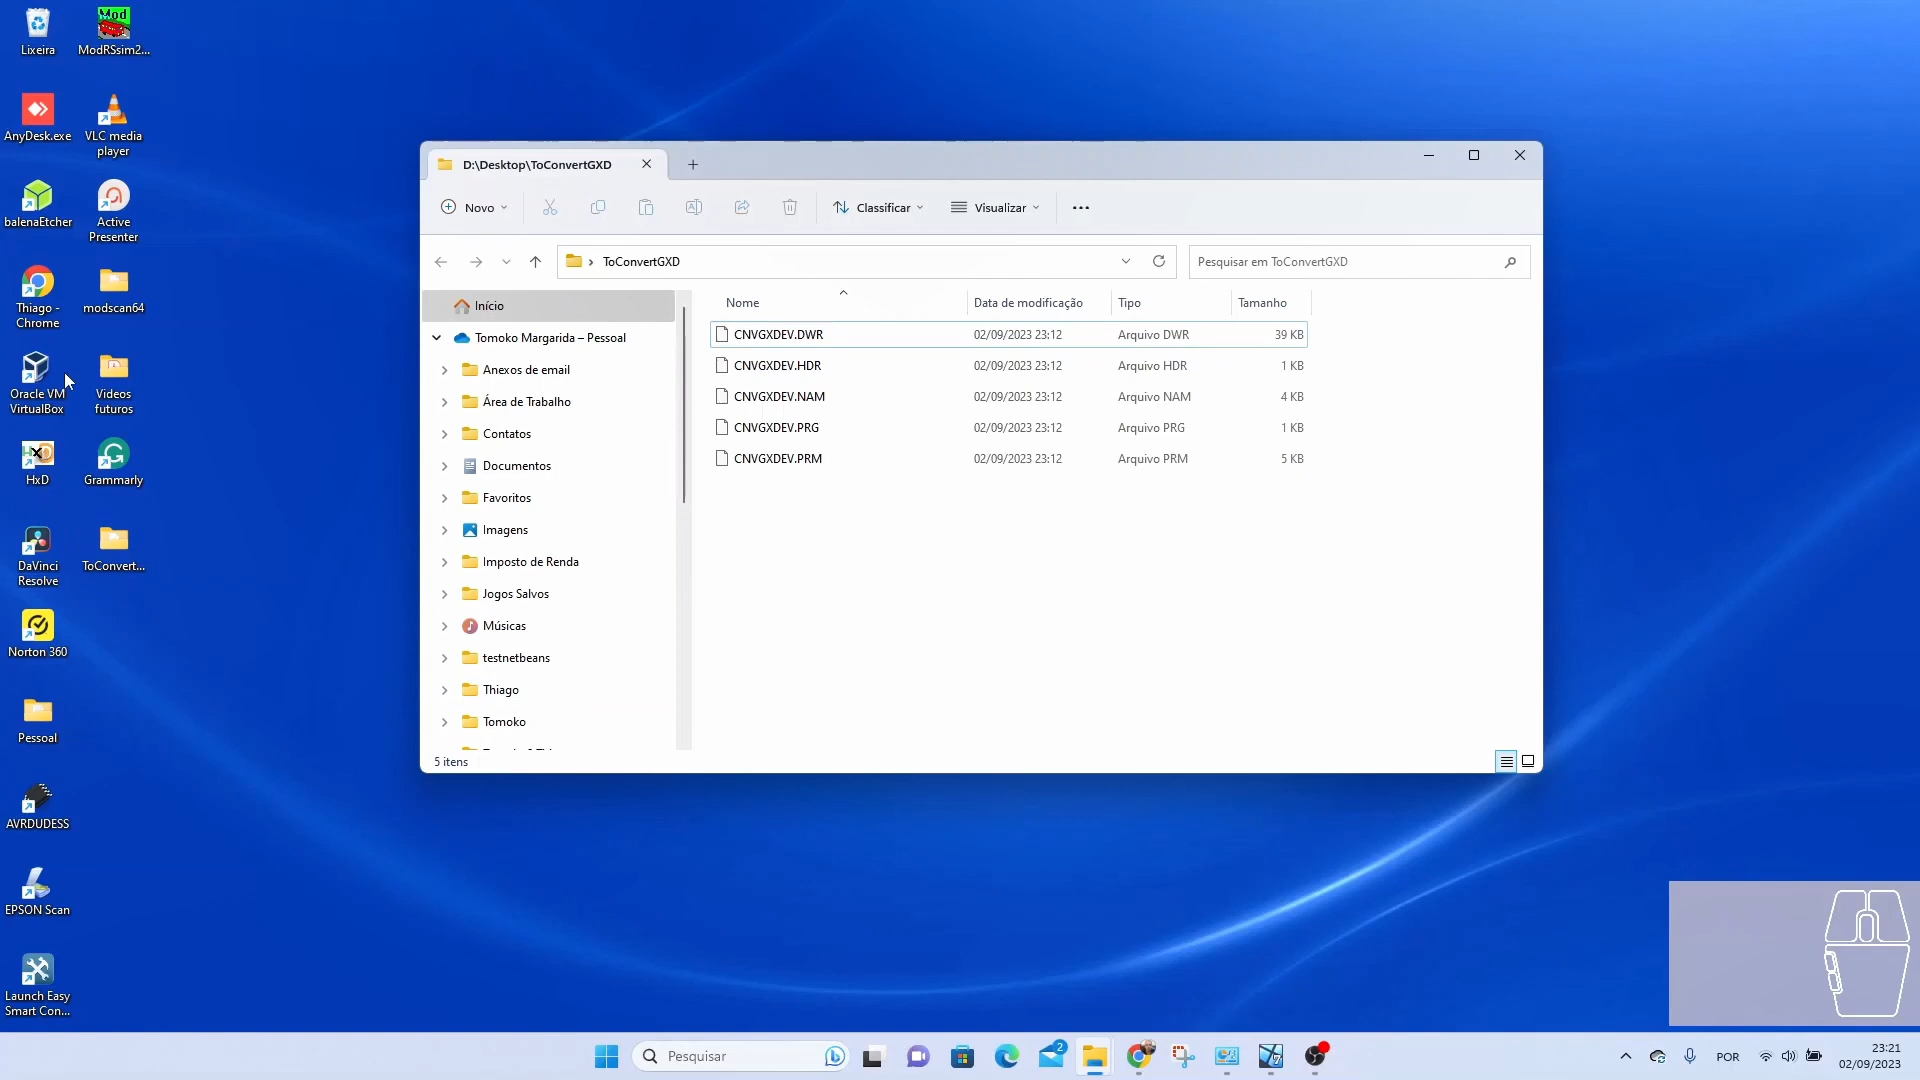 Lixeira
ModRSsim2...
AnyDesk.exe
VLC media
player
balenaEtcher
Active
Presenter
Thiago -
Chrome
modscan64
Oracle VM
VirtualBox
Videos
futuros
HxD
Grammarly
DaVinci
Resolve
ToConvert...
Norton 360
Pessoal
AVRDUDESS
EPSON Scan
Launch Easy
Smart Con...
D:\Desktop\ToConvertGXD
Novo
Classificar
Visualizar
ToConvertGXD
Pesquisar em ToConvertGXD
Início
Tomoko Margarida – Pessoal
Anexos de email
Área de Trabalho
Contatos
Documentos
Favoritos
Imagens
Imposto de Renda
Jogos Salvos
Músicas
testnetbeans
Thiago
Tomoko
Nome Data de modificação Tipo Tamanho
CNVGXDEV.DWR 02/09/2023 23:12 Arquivo DWR 39 KB
CNVGXDEV.HDR 02/09/2023 23:12 Arquivo HDR 1 KB
CNVGXDEV.NAM 02/09/2023 23:12 Arquivo NAM 4 KB
CNVGXDEV.PRG 02/09/2023 23:12 Arquivo PRG 1 KB
CNVGXDEV.PRM 02/09/2023 23:12 Arquivo PRM 5 KB
5 itens
Pesquisar
2
POR
23:21
02/09/2023